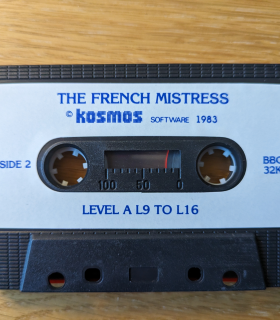 THE FRENCH MISTRESS
© kosmos SOFTWARE 1983
SIDE 2
BBC
32K
100 50 0
LEVEL A L9 TO L16